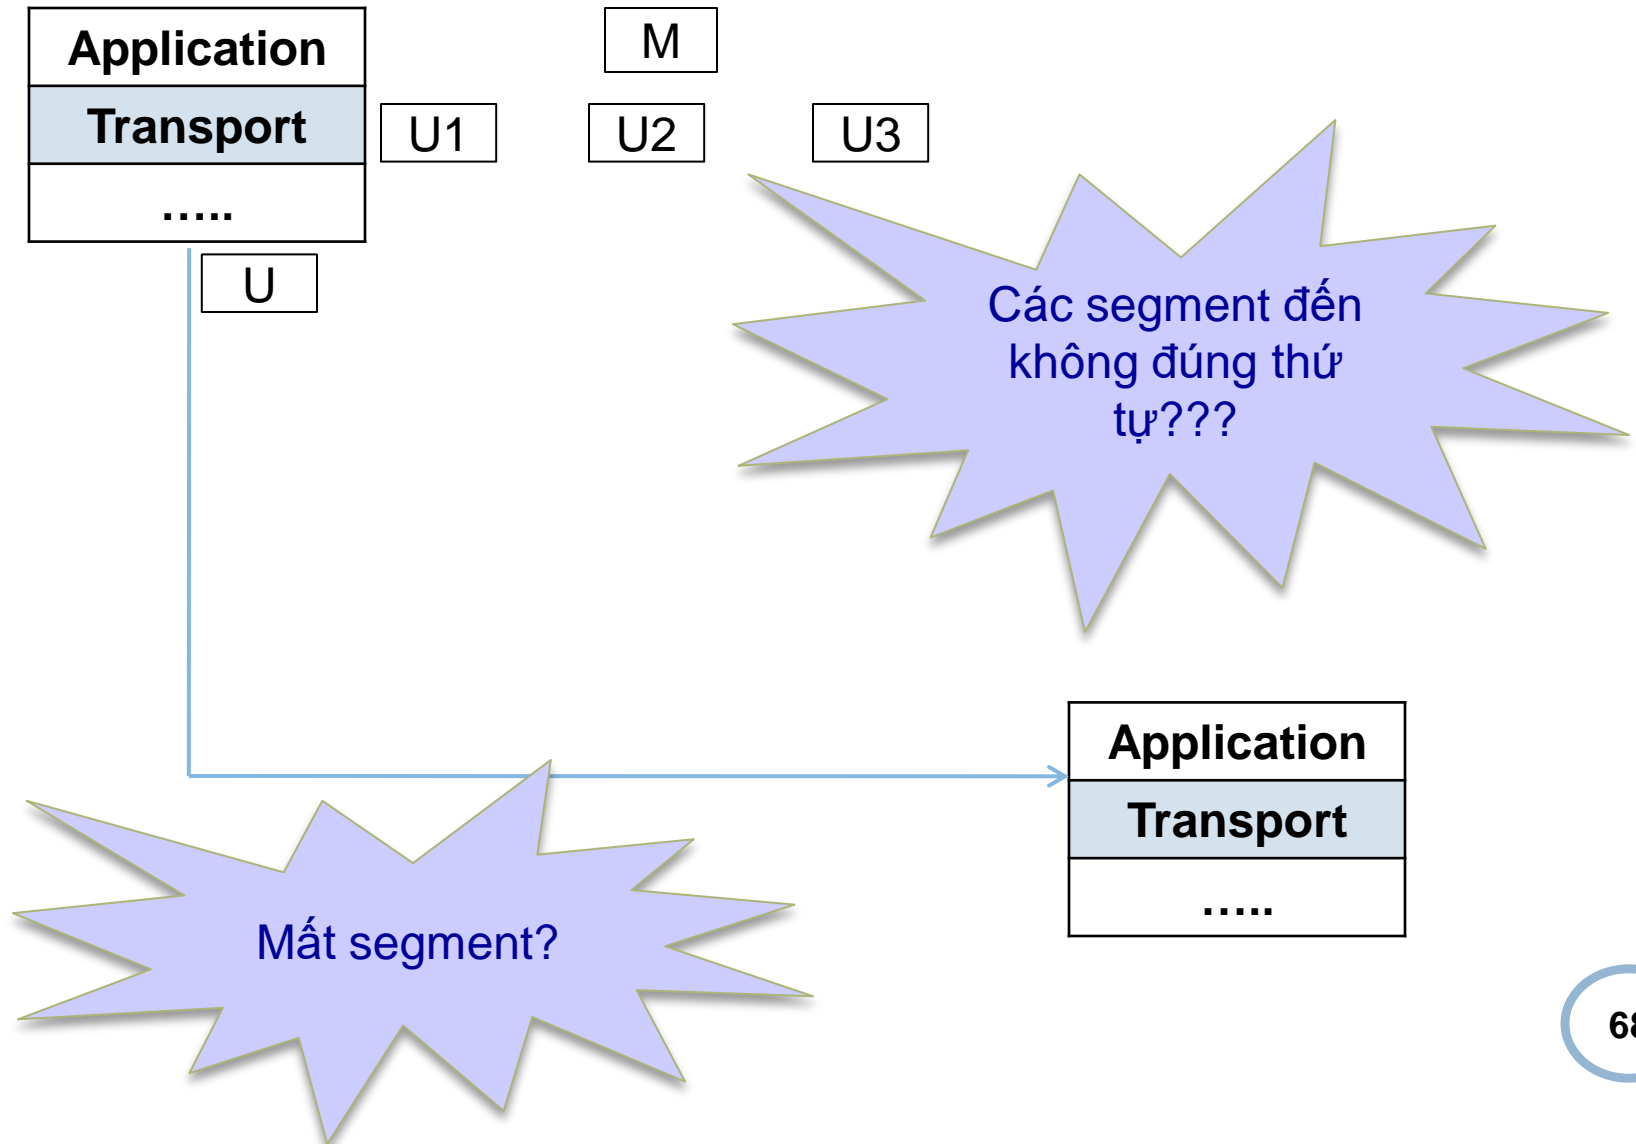 Application
M
Transport
U1
U2
U3
.....
U
Các segment đến
không đúng thứ
tự???
Application
Transport
.....
Mất segment?
68